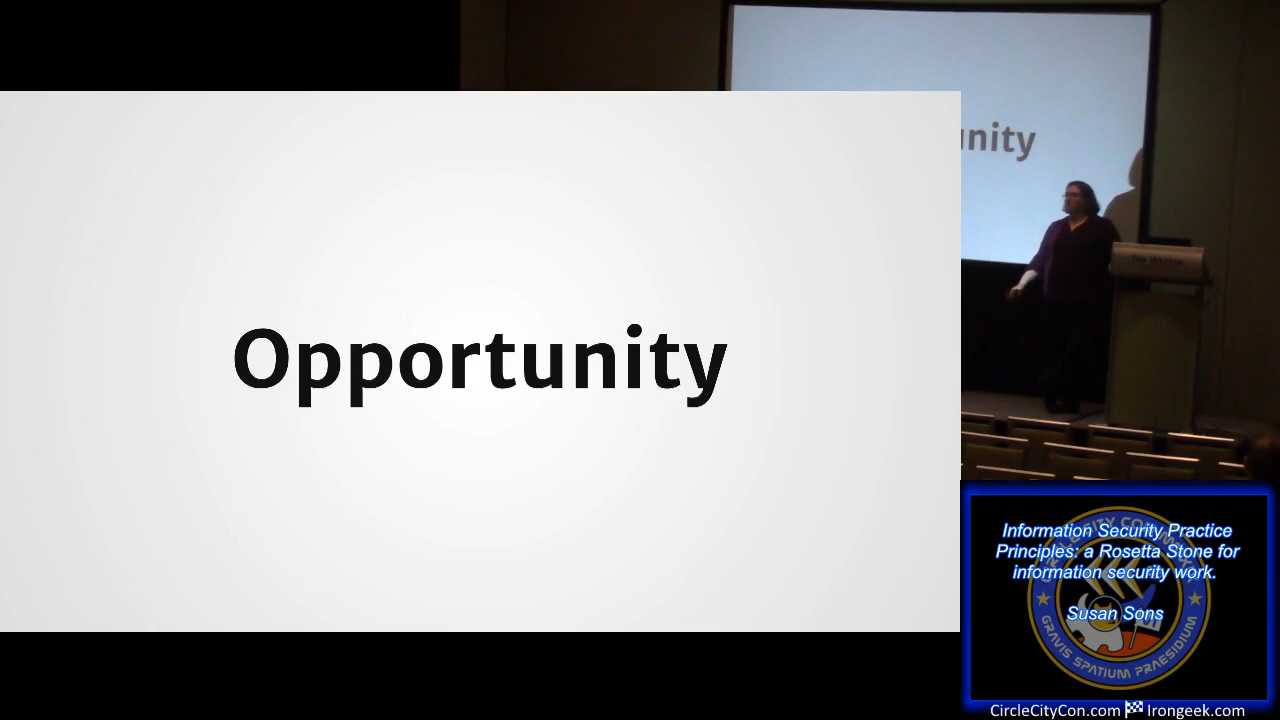 unity
Opportunity
Information Security Practice
Principles: a Rosetta Stone for
information security work.
Susan Sons
GRAVIS SPATIUM PRAESIDIUM
CircleCityCon.com Irongeek.com